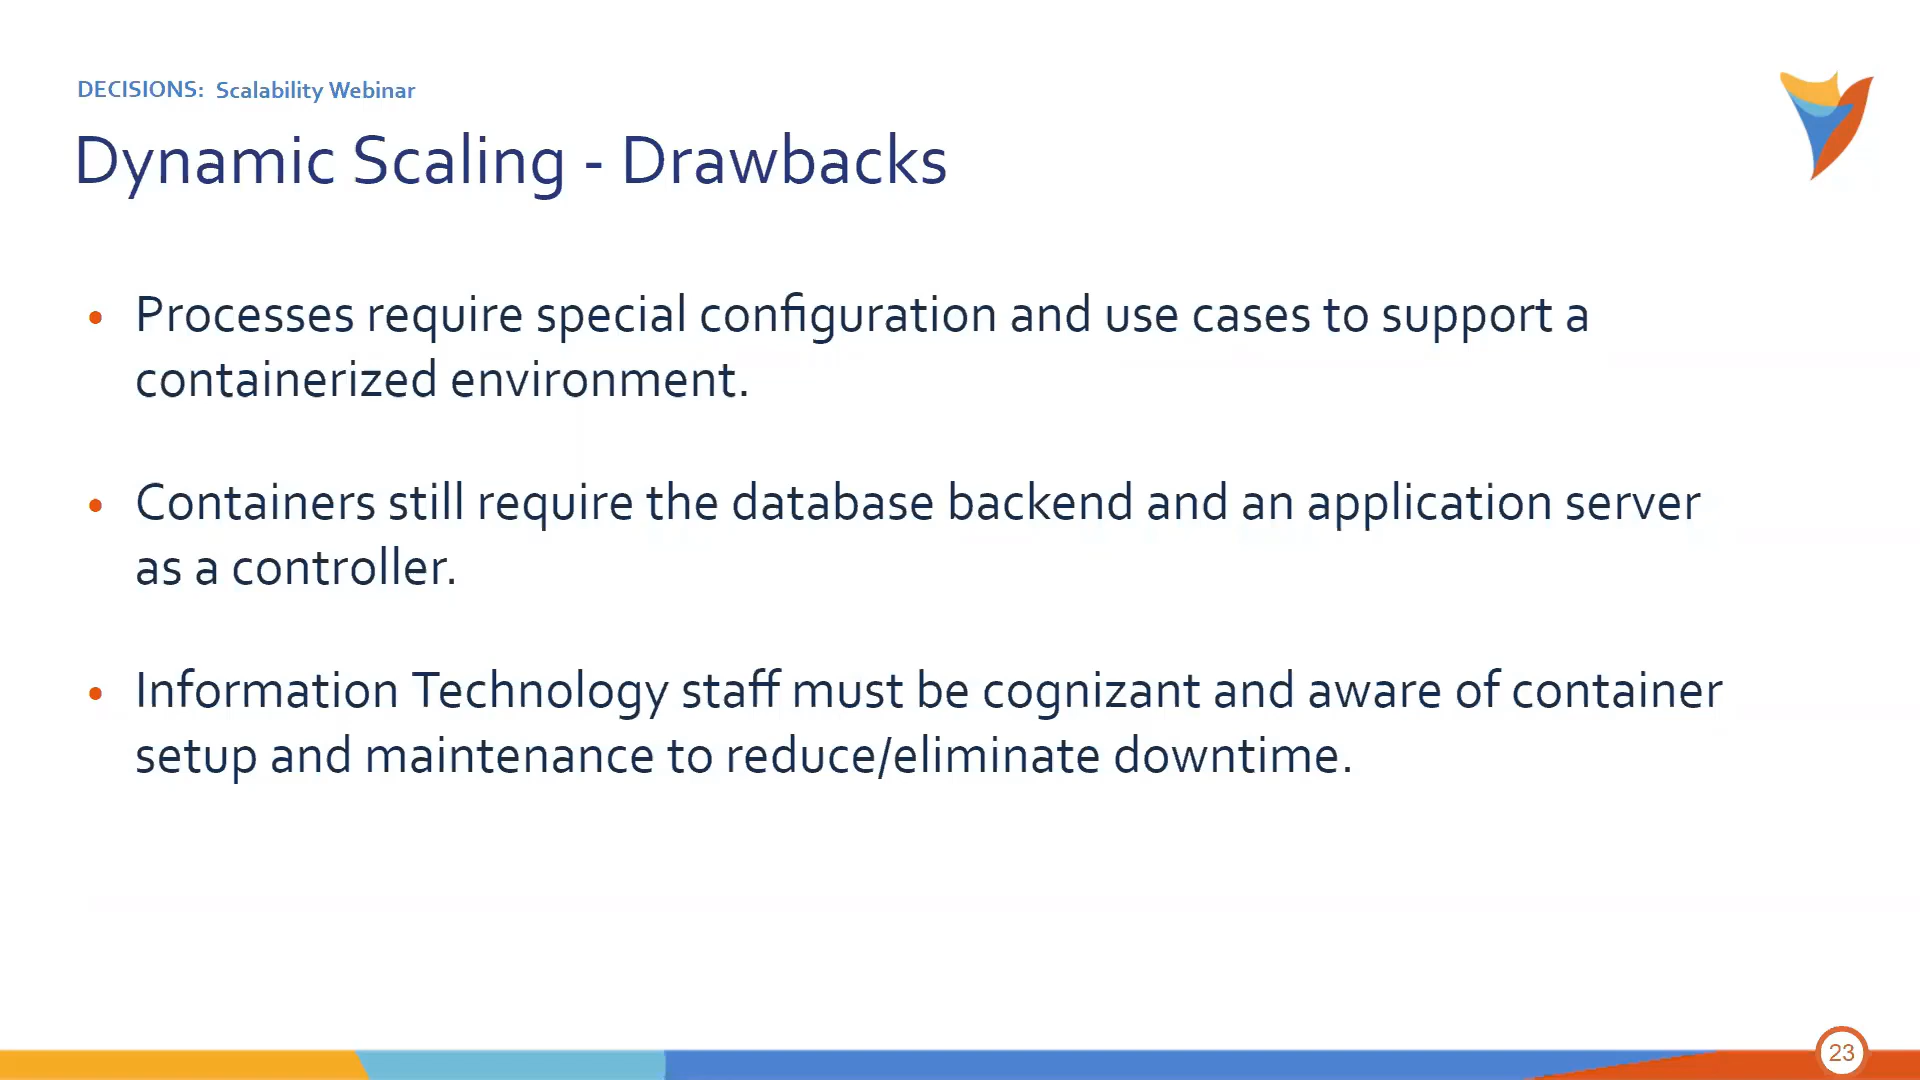 DECISIONS: Scalability Webinar
Dynamic Scaling - Drawbacks
• Processes require special configuration and use cases to support a
containerized environment.
• Containers still require the database backend and an application server
as a controller.
• Information Technology staff must be cognizant and aware of container
setup and maintenance to reduce/eliminate downtime.
23